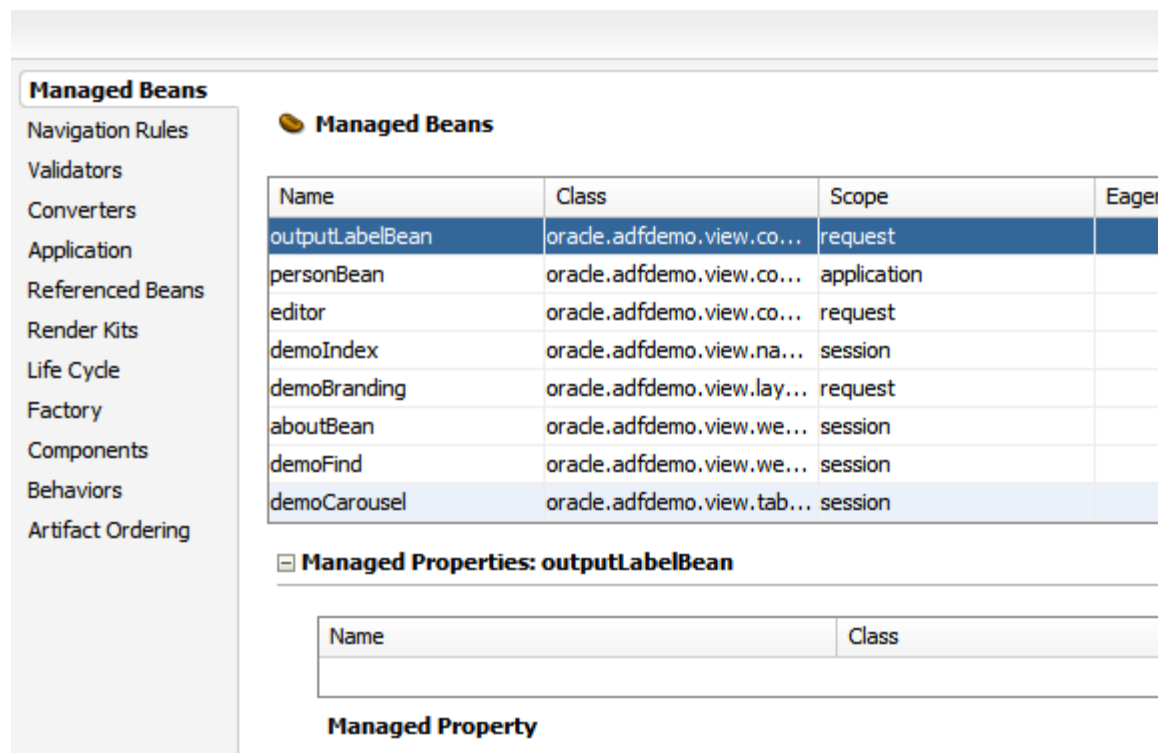 Managed Beans
Navigation Rules
Validators
Converters
Application
Referenced Beans
Render Kits
Life Cycle
Factory
Components
Behaviors
Artifact Ordering
Managed Beans
Name Class Scope Eager
outputLabelBean oracle.adfdemo.view.co... request
personBean oracle.adfdemo.view.co... application
editor oracle.adfdemo.view.co... request
demoIndex oracle.adfdemo.view.na... session
demoBranding oracle.adfdemo.view.lay... request
aboutBean oracle.adfdemo.view.we... session
demoFind oracle.adfdemo.view.we... session
demoCarousel oracle.adfdemo.view.tab... session
Managed Properties: outputLabelBean
Name Class
Managed Property